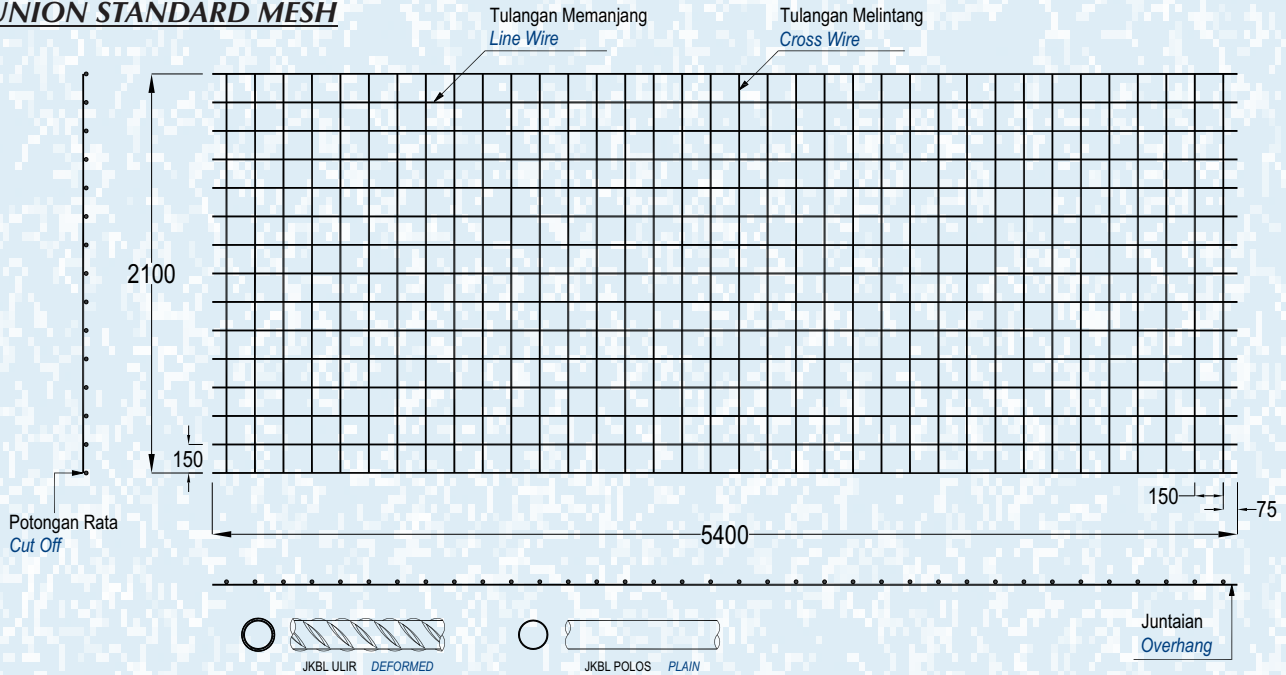 UNION STANDARD MESH
Tulangan Memanjang
Line Wire
Tulangan Melintang
Cross Wire
2100
150
Potongan Rata
Cut Off
150
75
5400
Juntaian
Overhang
JKBL ULIR DEFORMED
JKBL POLOS PLAIN